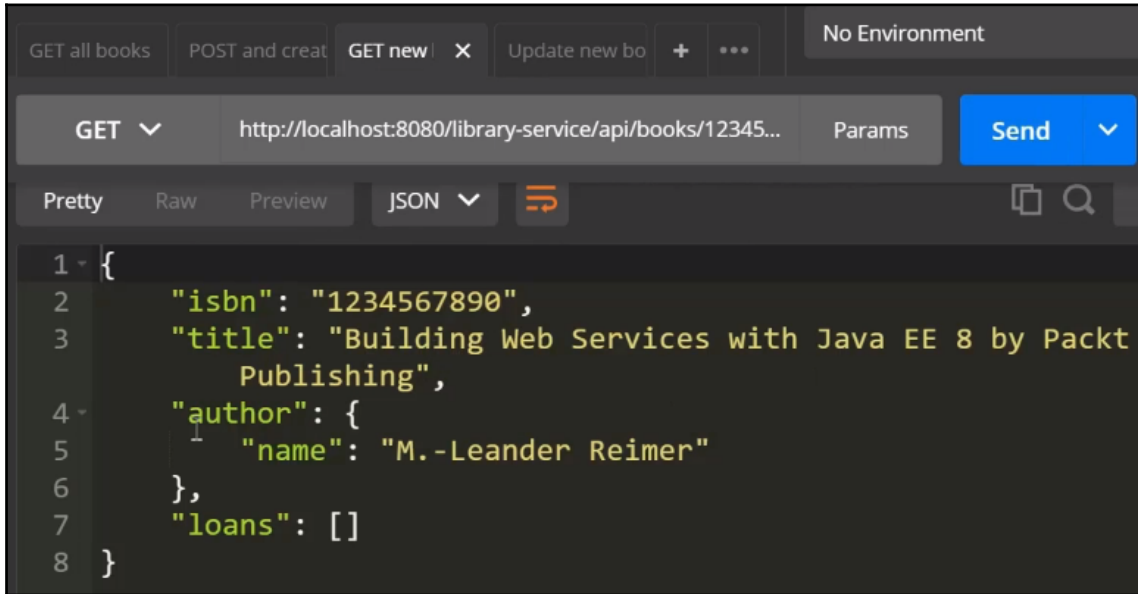 GET all books POST and creat GET new Update new bo + ••• No Environment
GET http://localhost:8080/library-service/api/books/12345... Params Send
Pretty Raw Preview JSON
1 {
2 "isbn": "1234567890",
3 "title": "Building Web Services with Java EE 8 by Packt
Publishing",
4 "author": {
5 "name": "M.-Leander Reimer"
6 },
7 "loans": []
8 }